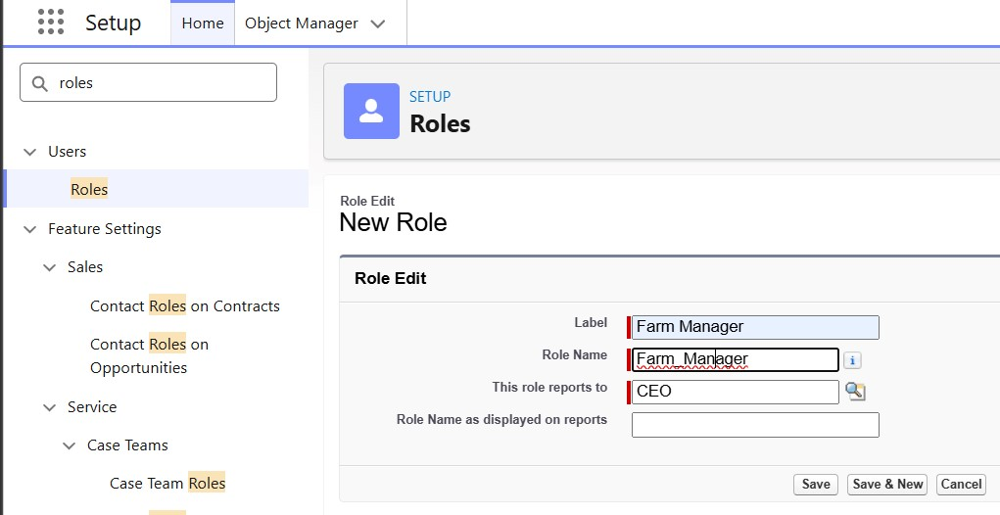 Setup
Home
Object Manager
roles
Users
Roles
Feature Settings
Sales
Contact Roles on Contracts
Contact Roles on
Opportunities
Service
Case Teams
Case Team Roles
SETUP
Roles
Role Edit
New Role
Role Edit
Label
Farm Manager
Role Name
Farm_Manager
i
This role reports to
CEO
Role Name as displayed on reports
Save
Save & New
Cancel